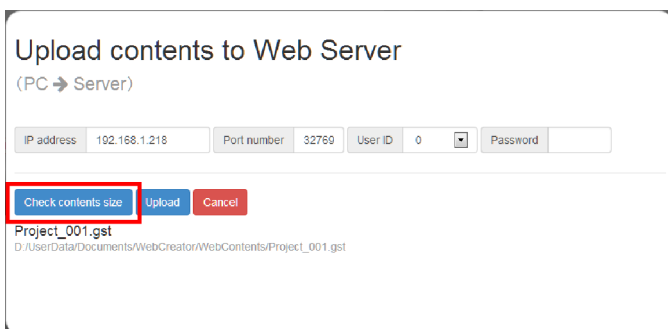 Upload contents to Web Server
(PC ➔ Server)
IP address 192.168.1.218 Port number 32769 User ID 0 Password
Check contents size Upload Cancel
Project_001.gst
D:/UserData/Documents/WebCreator/WebContents/Project_001.gst